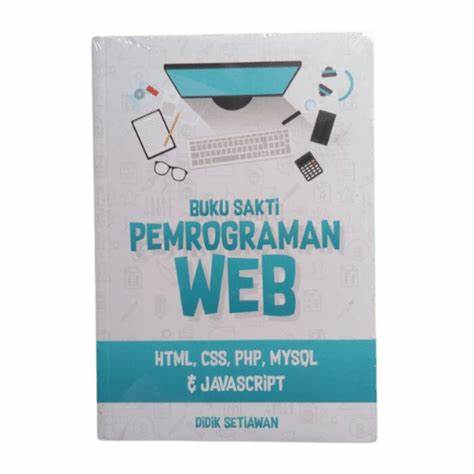 BUKU SAKTI
PEMROGRAMAN
WEB
HTML, CSS, PHP, MYSQL
& JAVASCRIPT
DIDIK SETIAWAN